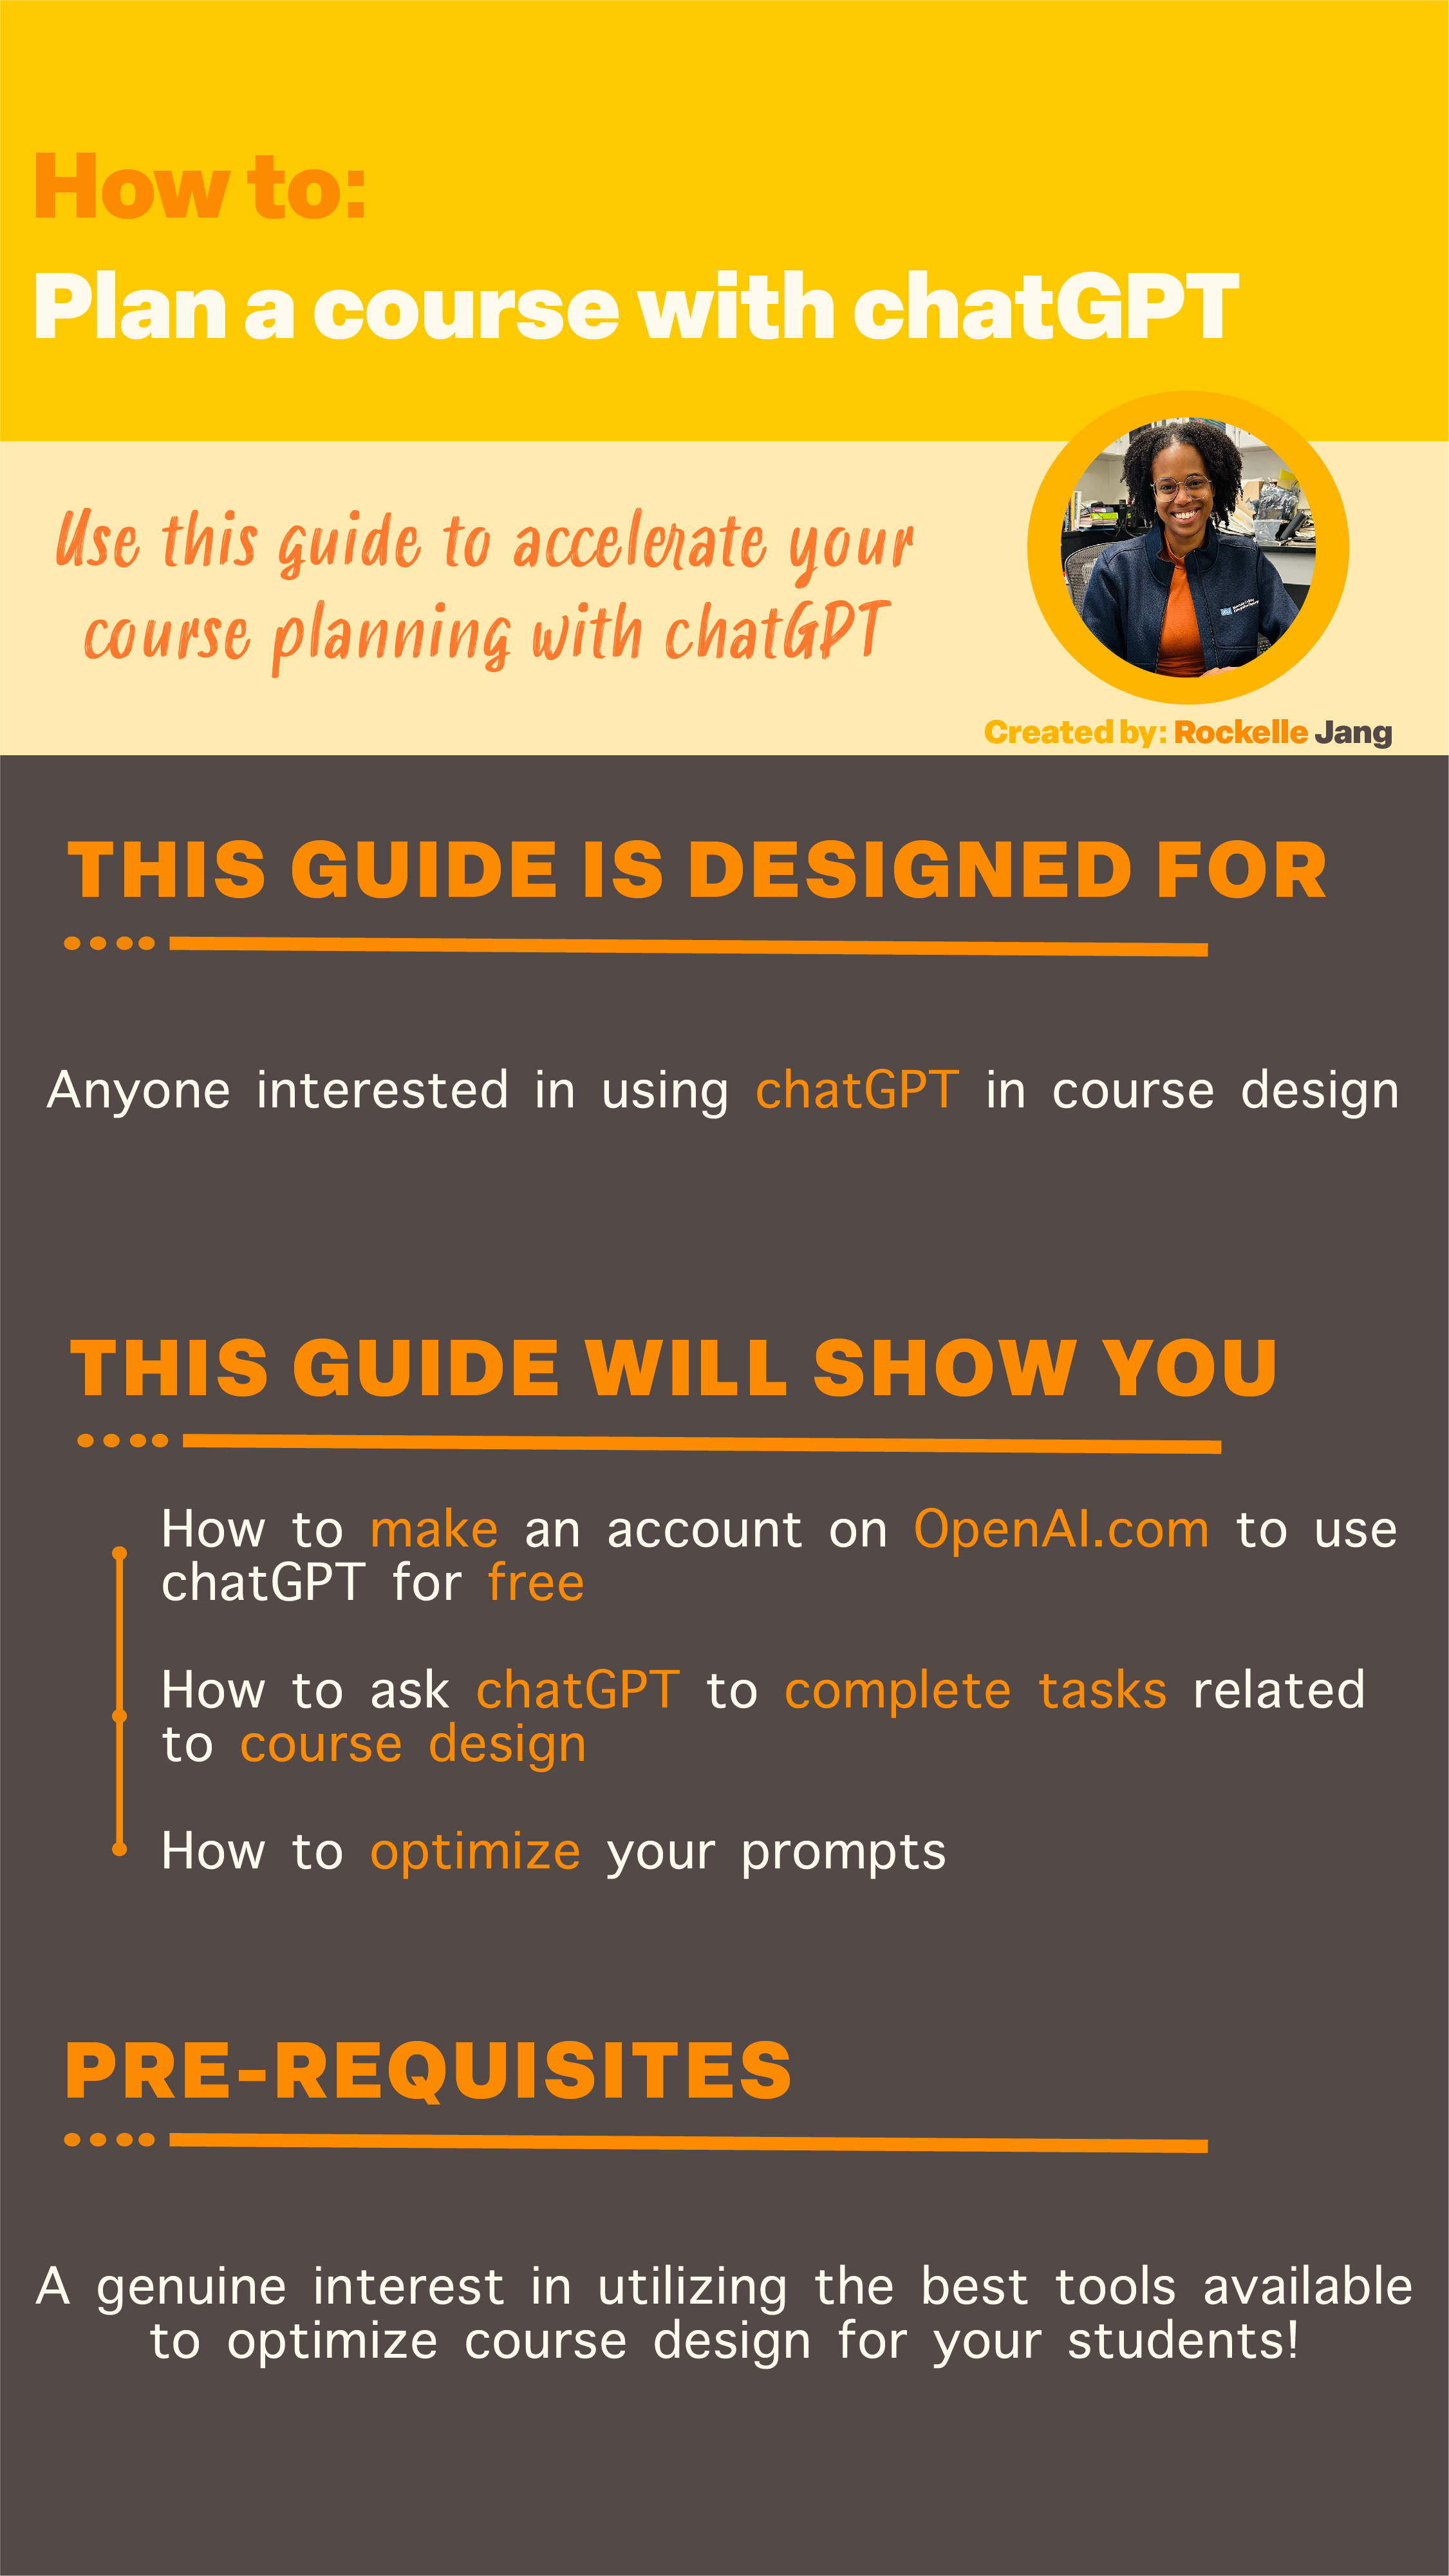 How to:
Plan a course with chatGPT
Use this guide to accelerate your
course planning with chatGPT
Created by: Rockelle Jang
THIS GUIDE IS DESIGNED FOR
Anyone interested in using chatGPT in course design
THIS GUIDE WILL SHOW YOU
How to make an account on OpenAI.com to use
chatGPT for free
How to ask chatGPT to complete tasks related
to course design
How to optimize your prompts
PRE-REQUISITES
A genuine interest in utilizing the best tools available
to optimize course design for your students!